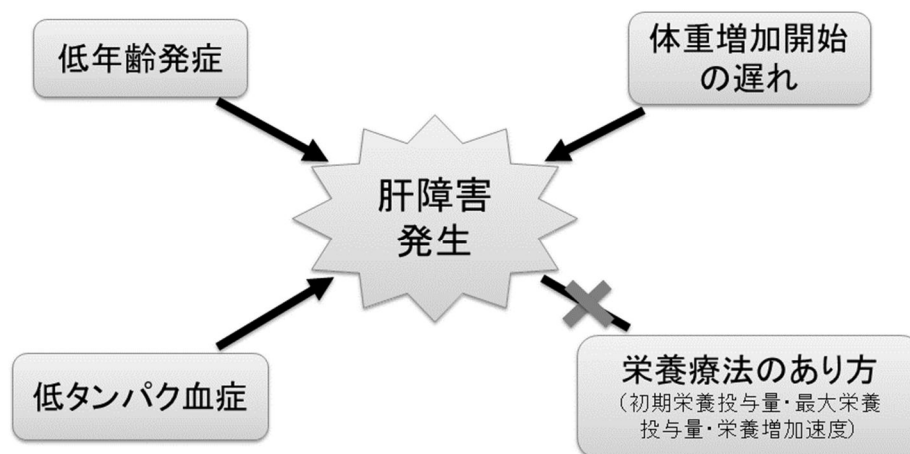 低年齢発症
体重増加開始
の遅れ
肝障害
発生
低タンパク血症
栄養療法のあり方
（初期栄養投与量・最大栄養
投与量・栄養増加速度）